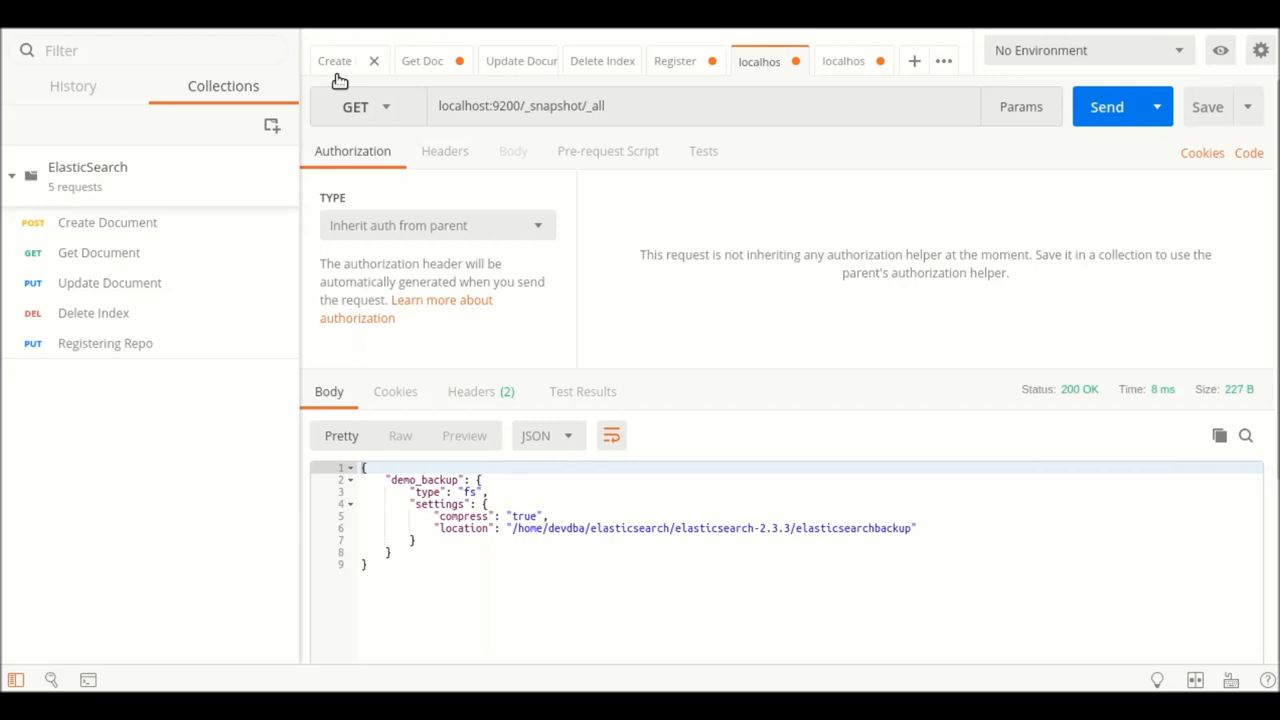 Filter
History
Collections
ElasticSearch
5 requests
POST Create Document
GET Get Document
PUT Update Document
DEL Delete Index
PUT Registering Repo
Create
Get Doc
Update Docur
Delete Index
Register
localhos
localhos
No Environment
GET
localhost:9200/_snapshot/_all
Params
Send
Save
Authorization
Headers
Body
Pre-request Script
Tests
Cookies
Code
TYPE
Inherit auth from parent
The authorization header will be
automatically generated when you send
the request. Learn more about
authorization
This request is not inheriting any authorization helper at the moment. Save it in a collection to use the
parent's authorization helper.
Body
Cookies
Headers (2)
Test Results
Status: 200 OK
Time: 8 ms
Size: 227 B
Pretty
Raw
Preview
JSON
1 {
2 "demo_backup": {
3 "type": "fs",
4 "settings": {
5 "compress": "true",
6 "location": "/home/devdba/elasticsearch/elasticsearch-2.3.3/elasticsearchbackup"
7 }
8 }
9 }